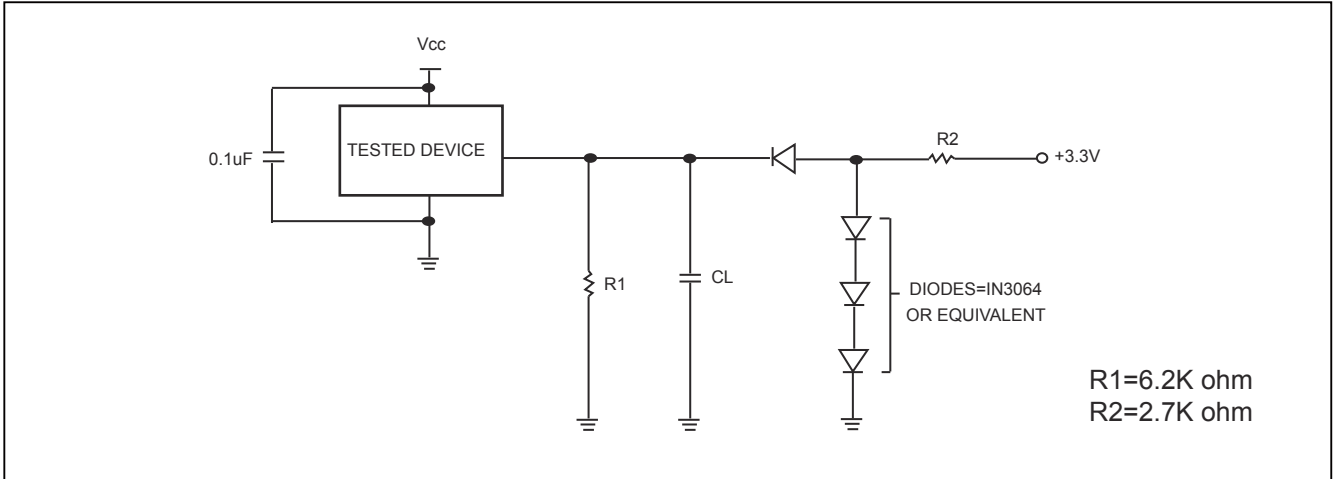 Vcc
0.1uF
TESTED DEVICE
R2
+3.3V
R1
CL
DIODES=IN3064
OR EQUIVALENT
R1=6.2K ohm
R2=2.7K ohm